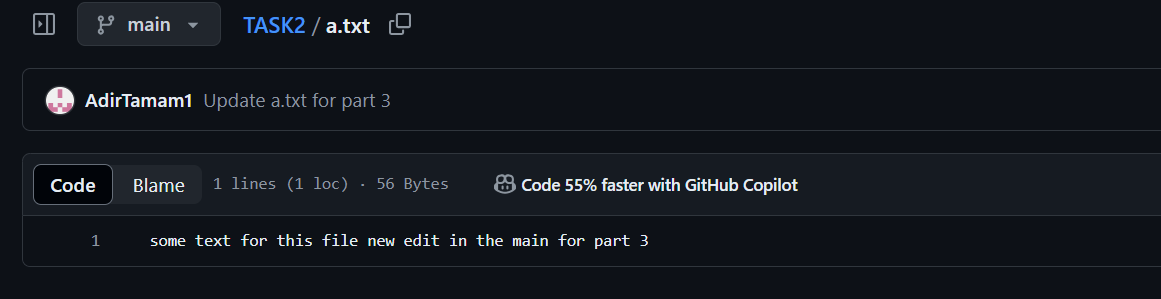 main
TASK2 / a.txt
AdirTamam1 Update a.txt for part 3
Code Blame 1 lines (1 loc) · 56 Bytes Code 55% faster with GitHub Copilot
1 some text for this file new edit in the main for part 3